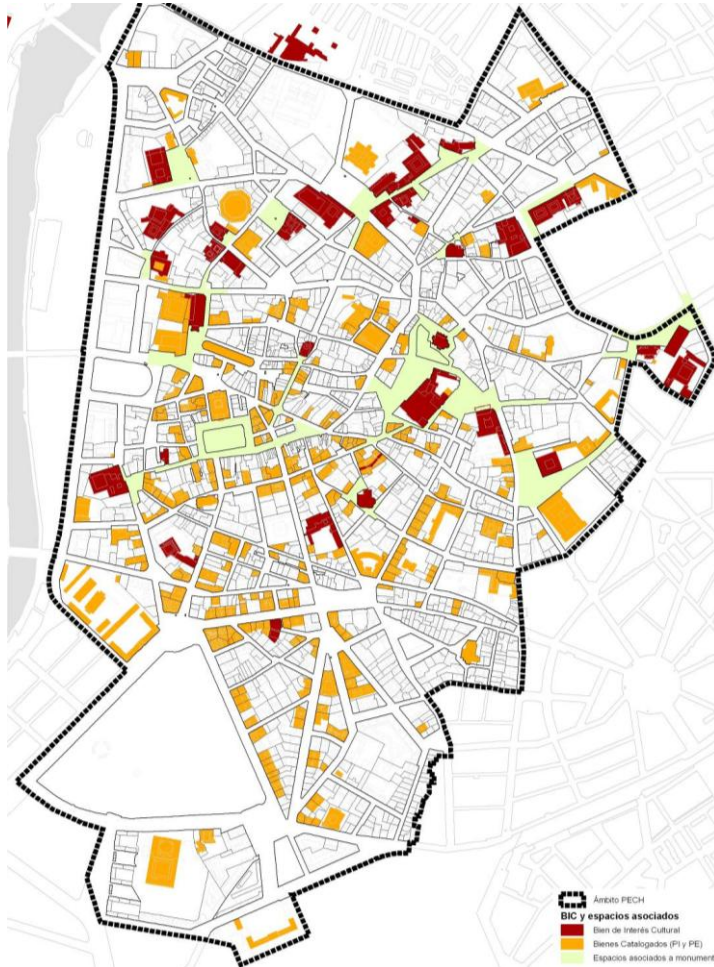 Ámbito PECH
BIC y espacios asociados
Bien de Interés Cultural
Bienes Catalogados (PI y PE)
Espacios asociados a monument